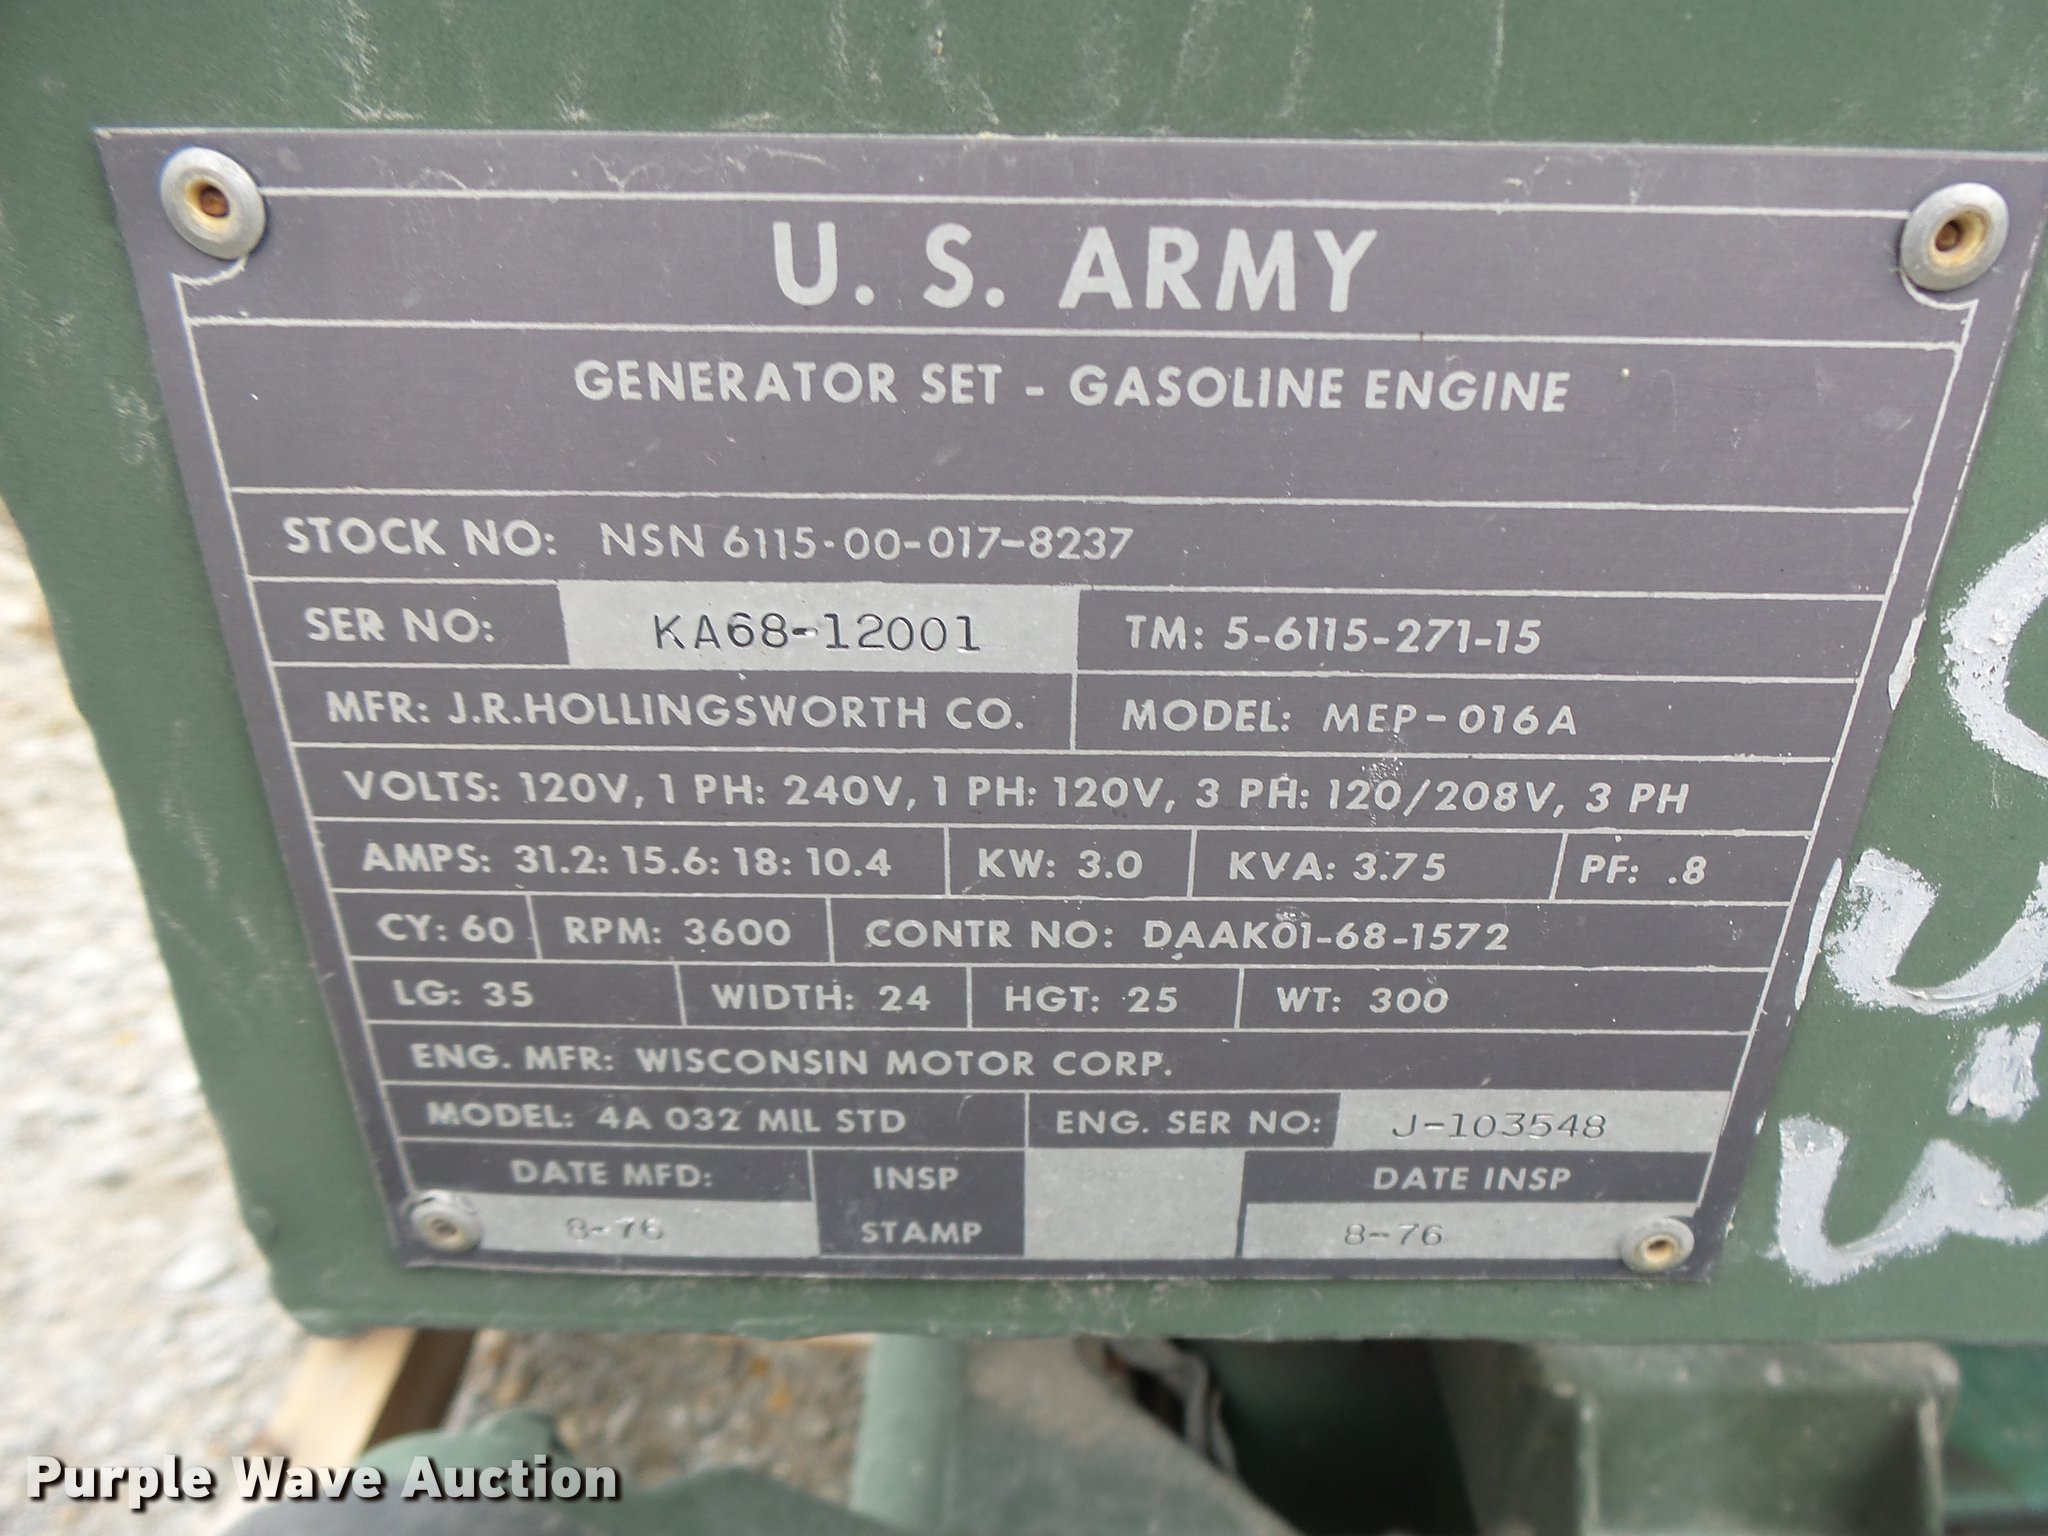 U. S. ARMY
GENERATOR SET - GASOLINE ENGINE
STOCK NO: NSN 6115-00-017-8237
SER NO: KA68-12001 TM: 5-6115-271-15
MFR: J.R.HOLLINGSWORTH CO. MODEL: MEP-016A
VOLTS: 120V, 1 PH: 240V, 1 PH: 120V, 3 PH: 120/208V, 3 PH
AMPS: 31.2: 15.6: 18: 10.4 KW: 3.0 KVA: 3.75 PF: .8
CY: 60 RPM: 3600 CONTR NO: DAAK01-68-1572
LG: 35 WIDTH: 24 HGT: 25 WT: 300
ENG. MFR: WISCONSIN MOTOR CORP.
MODEL: 4A 032 MIL STD ENG. SER NO: J-103548
DATE MFD: INSP DATE INSP
8-76 STAMP 8-76
Purple Wave Auction